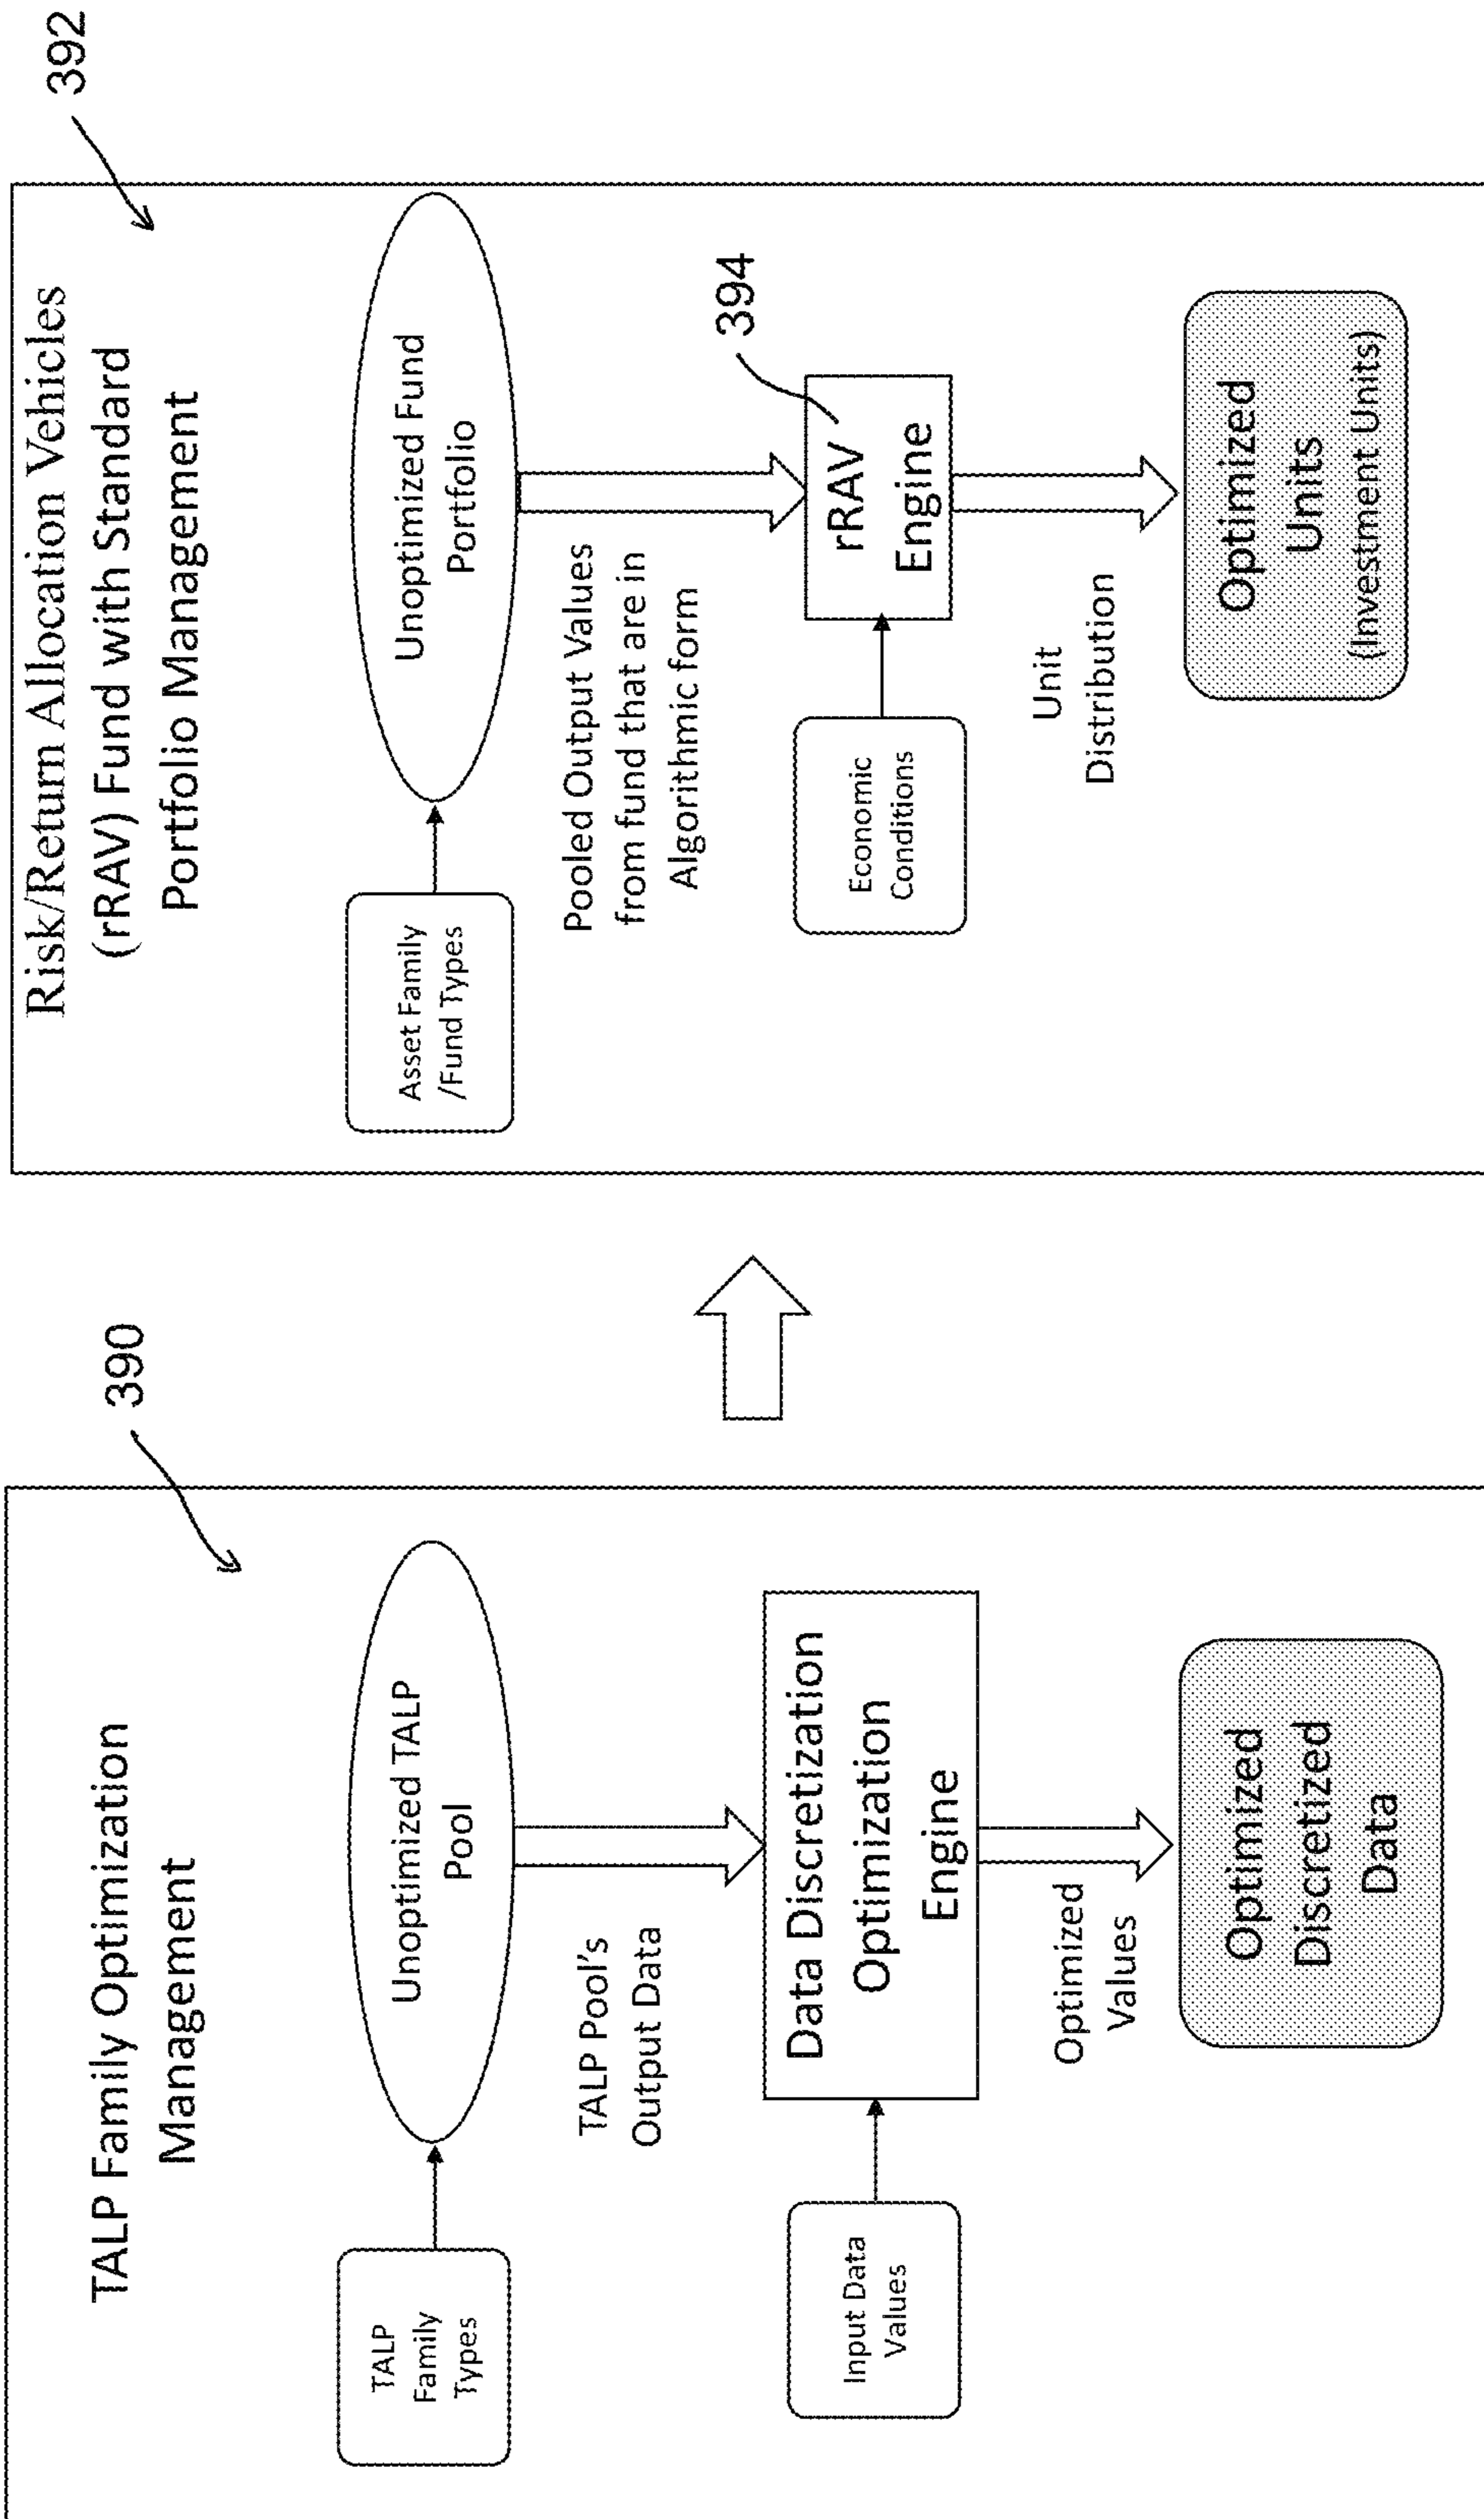 390
TALP Family Optimization
Management
TALP
Family
Types
Unoptimized TALP
Pool
TALP Pool's
Output Data
Input Data
Values
Data Discretization
Optimization
Engine
Optimized
Values
Optimized
Discretized
Data
392
Risk/Return Allocation Vehicles
(rRAV) Fund with Standard
Portfolio Management
Asset Family
/Fund Types
Unoptimized Fund
Portfolio
Pooled Output Values
from fund that are in
Algorithmic form
394
Economic
Conditions
rRAV
Engine
Unit
Distribution
Optimized
Units
(Investment Units)